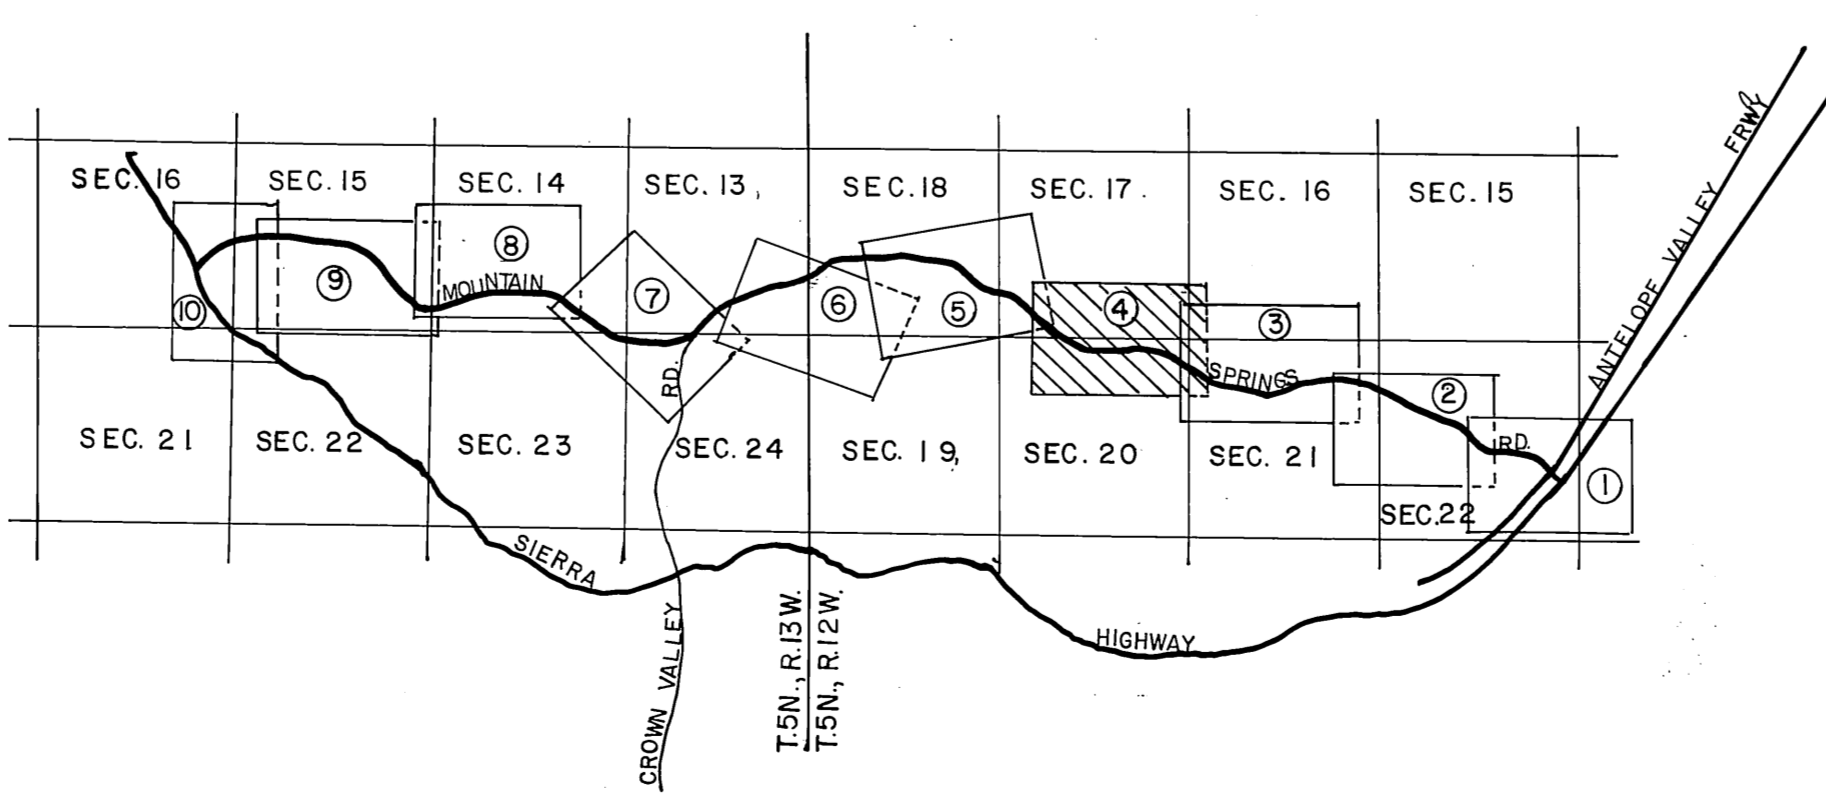 SEC. 16
SEC. 15
SEC. 14
SEC. 13
SEC. 18
SEC. 17
SEC. 16
SEC. 15
ANTELOPE VALLEY FRWY
10
9
8
7
6
5
4
3
2
1
MOUNTAIN
SPRINGS
RD.
RD.
SEC. 21
SEC. 22
SEC. 23
SEC. 24
SEC. 19
SEC. 20
SEC. 21
SEC. 22
SIERRA
HIGHWAY
CROWN VALLEY
T.5N., R.13W.
T.5N., R.12W.